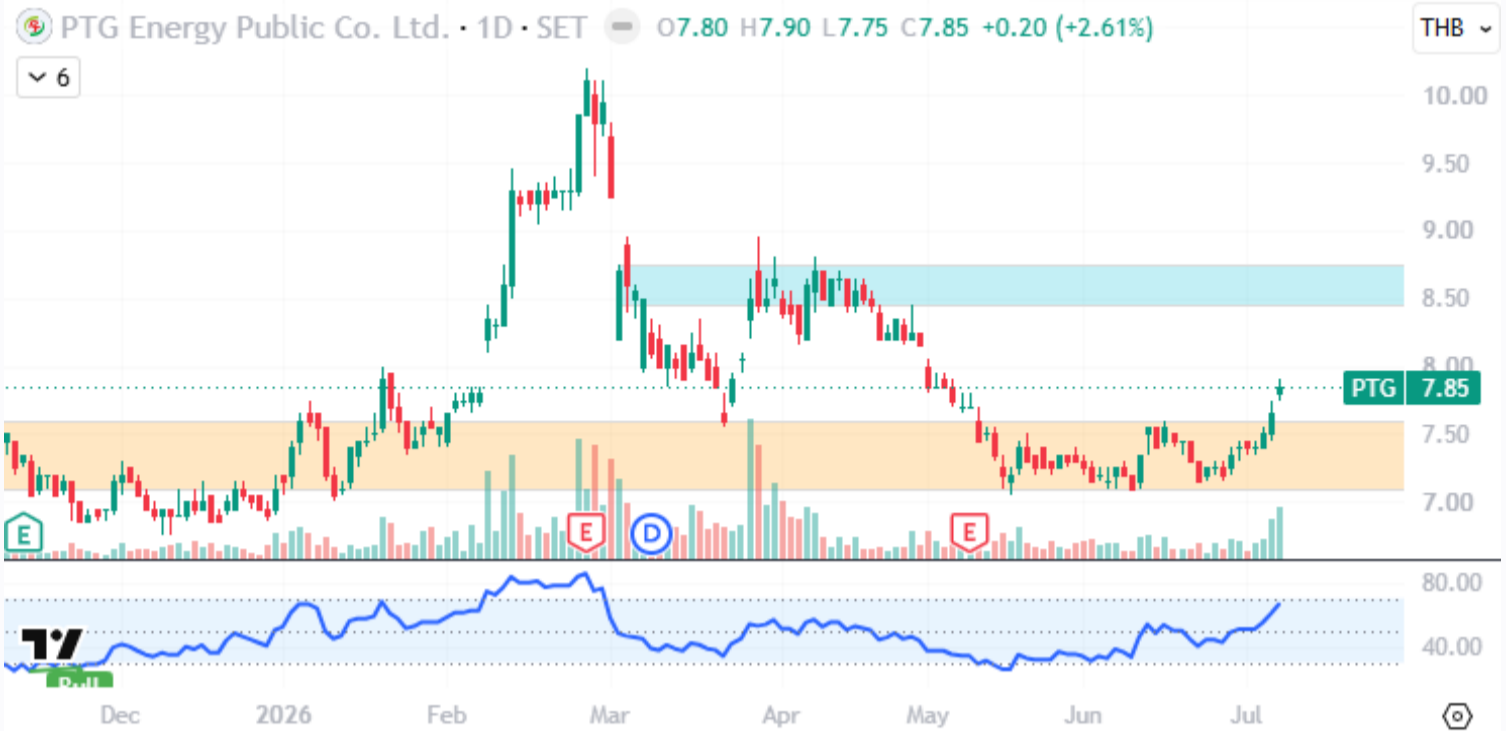 PTG Energy Public Co. Ltd. · 1D · SET O7.80 H7.90 L7.75 C7.85 +0.20 (+2.61%) THB
6
10.00
9.50
9.00
8.50
8.00
PTG 7.85
7.50
7.00
E E D E
80.00
40.00
Bull
Dec 2026 Feb Mar Apr May Jun Jul